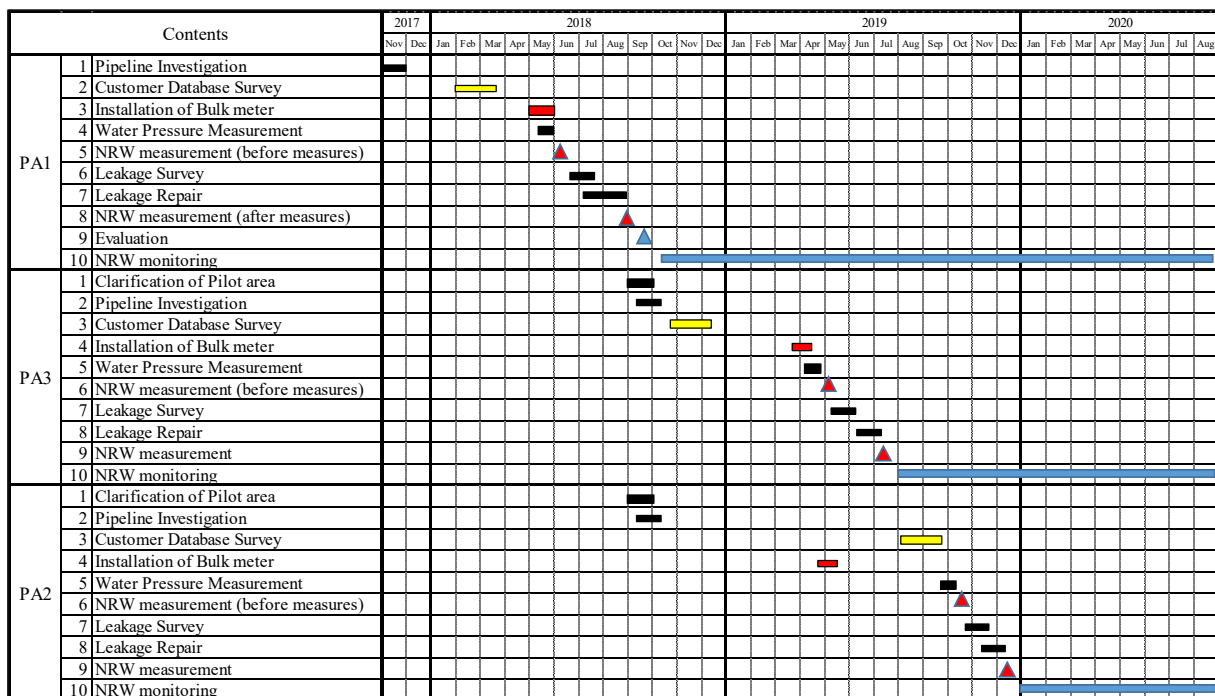 Contents 2017 2018 2019 2020
Nov Dec Jan Feb Mar Apr May Jun Jul Aug Sep Oct Nov Dec Jan Feb Mar Apr May Jun Jul Aug Sep Oct Nov Dec Jan Feb Mar Apr May Jun Jul Aug
PA1
1 Pipeline Investigation
2 Customer Database Survey
3 Installation of Bulk meter
4 Water Pressure Measurement
5 NRW measurement (before measures)
6 Leakage Survey
7 Leakage Repair
8 NRW measurement (after measures)
9 Evaluation
10 NRW monitoring
PA3
1 Clarification of Pilot area
2 Pipeline Investigation
3 Customer Database Survey
4 Installation of Bulk meter
5 Water Pressure Measurement
6 NRW measurement (before measures)
7 Leakage Survey
8 Leakage Repair
9 NRW measurement
10 NRW monitoring
PA2
1 Clarification of Pilot area
2 Pipeline Investigation
3 Customer Database Survey
4 Installation of Bulk meter
5 Water Pressure Measurement
6 NRW measurement (before measures)
7 Leakage Survey
8 Leakage Repair
9 NRW measurement
10 NRW monitoring